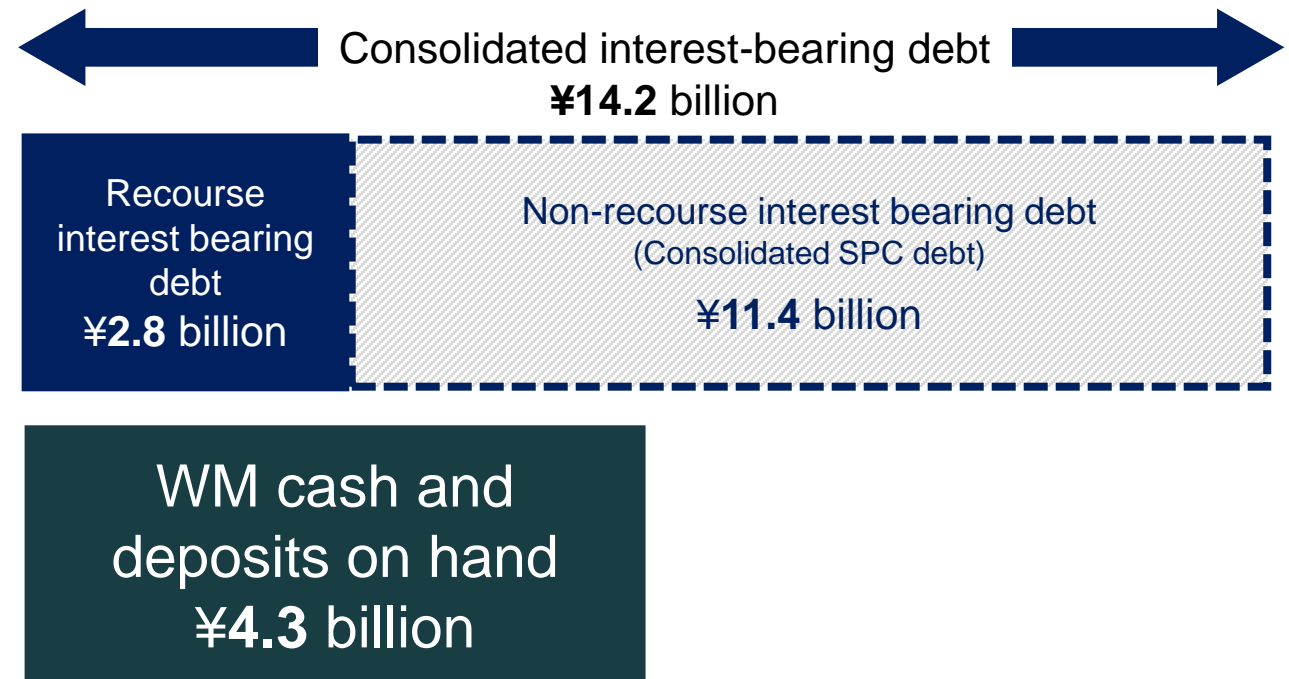 Consolidated interest-bearing debt
¥14.2 billion
Recourse
interest bearing
debt
¥2.8 billion
Non-recourse interest bearing debt
(Consolidated SPC debt)
¥11.4 billion
WM cash and
deposits on hand
¥4.3 billion